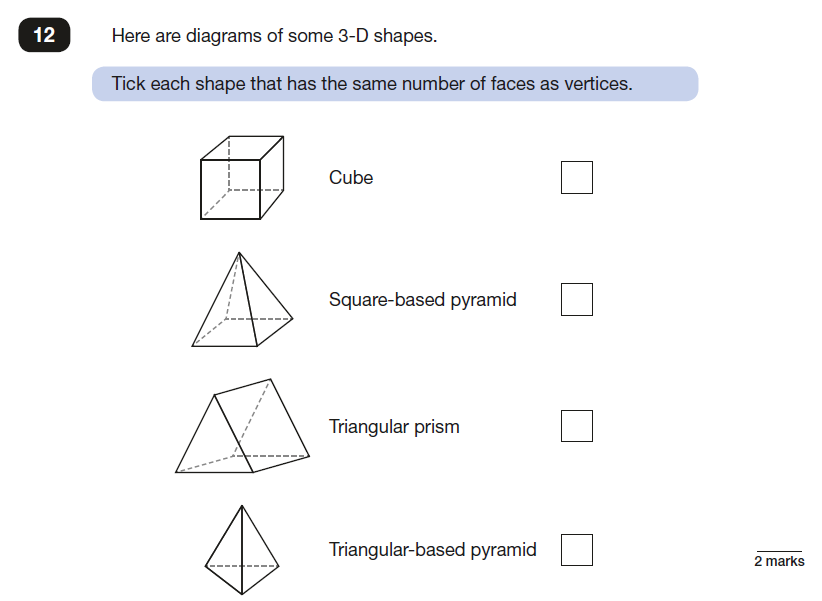 12
Here are diagrams of some 3-D shapes.
Tick each shape that has the same number of faces as vertices.
Cube
Square-based pyramid
Triangular prism
Triangular-based pyramid
2 marks